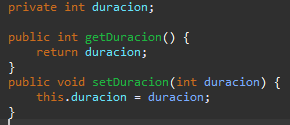 private int duracion;
public int getDuracion() {
return duracion;
}
public void setDuracion(int duracion) {
this.duracion = duracion;
}